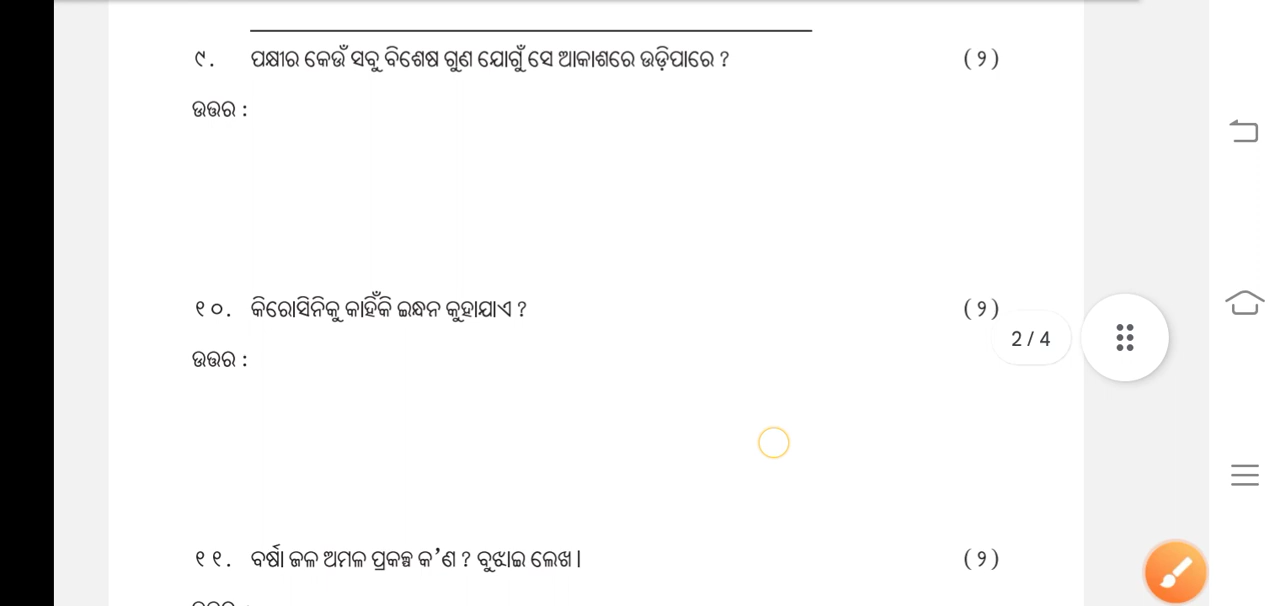 ୯. ପକ୍ଷୀର କେଉଁ ସବୁ ବିଶେଷ ଗୁଣ ଯୋଗୁଁ ସେ ଆକାଶରେ ଉଡ଼ିପାରେ ? (୨)
ଉତ୍ତର :
୧୦. କିରୋସିନିକୁ କାହିଁକି ଇନ୍ଧନ କୁହାଯାଏ ? (୨)
2 / 4
ଉତ୍ତର :
୧୧. ବର୍ଷା ଜଳ ଅମଳ ପ୍ରକଳ୍ପ କ'ଣ ? ବୁଝାଇ ଲେଖ। (୨)